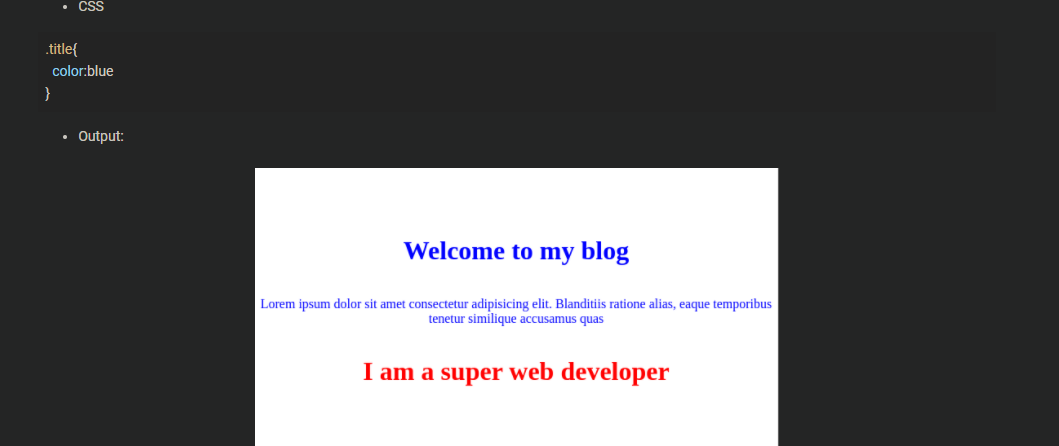 CSS
.title{
color:blue
}
Output:
Welcome to my blog
Lorem ipsum dolor sit amet consectetur adipisicing elit. Blanditiis ratione alias, eaque temporibus
tenetur similique accusamus quas
I am a super web developer